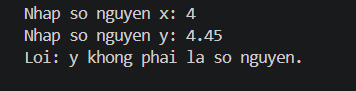 Nhap so nguyen x: 4
Nhap so nguyen y: 4.45
Loi: y khong phai la so nguyen.